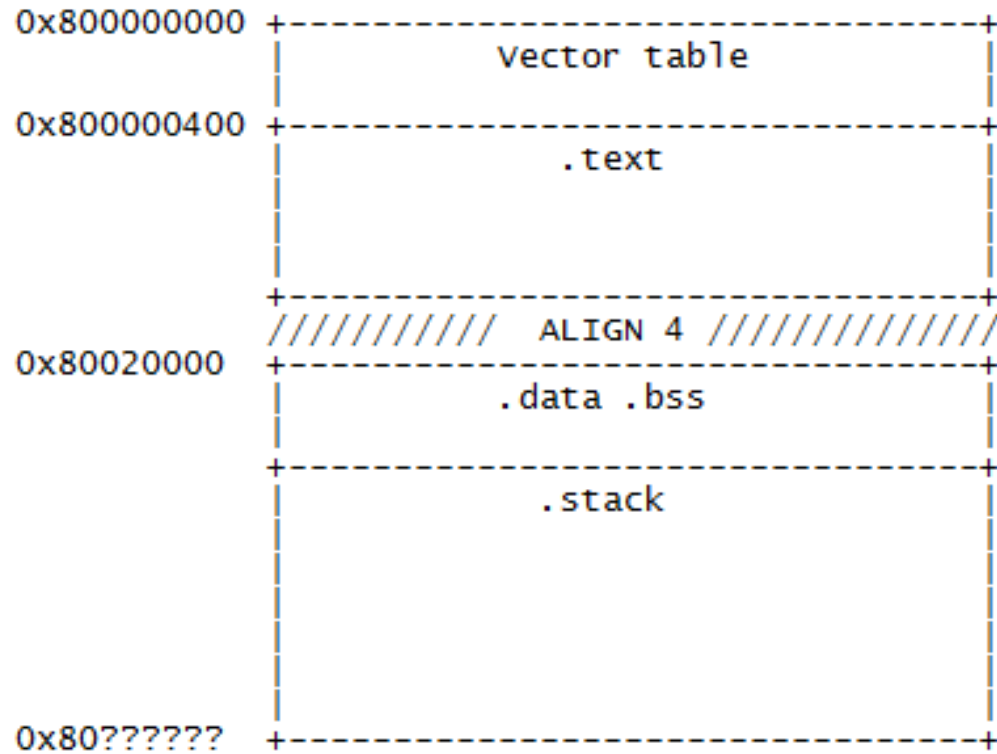 0x800000000 +----------------------------------+
| Vector table |
0x800000400 +----------------------------------+
| .text |
+----------------------------------+
/////////// ALIGN 4 //////////////
0x80020000 +----------------------------------+
| .data .bss |
+----------------------------------+
| .stack |
0x80?????? +----------------------------------+